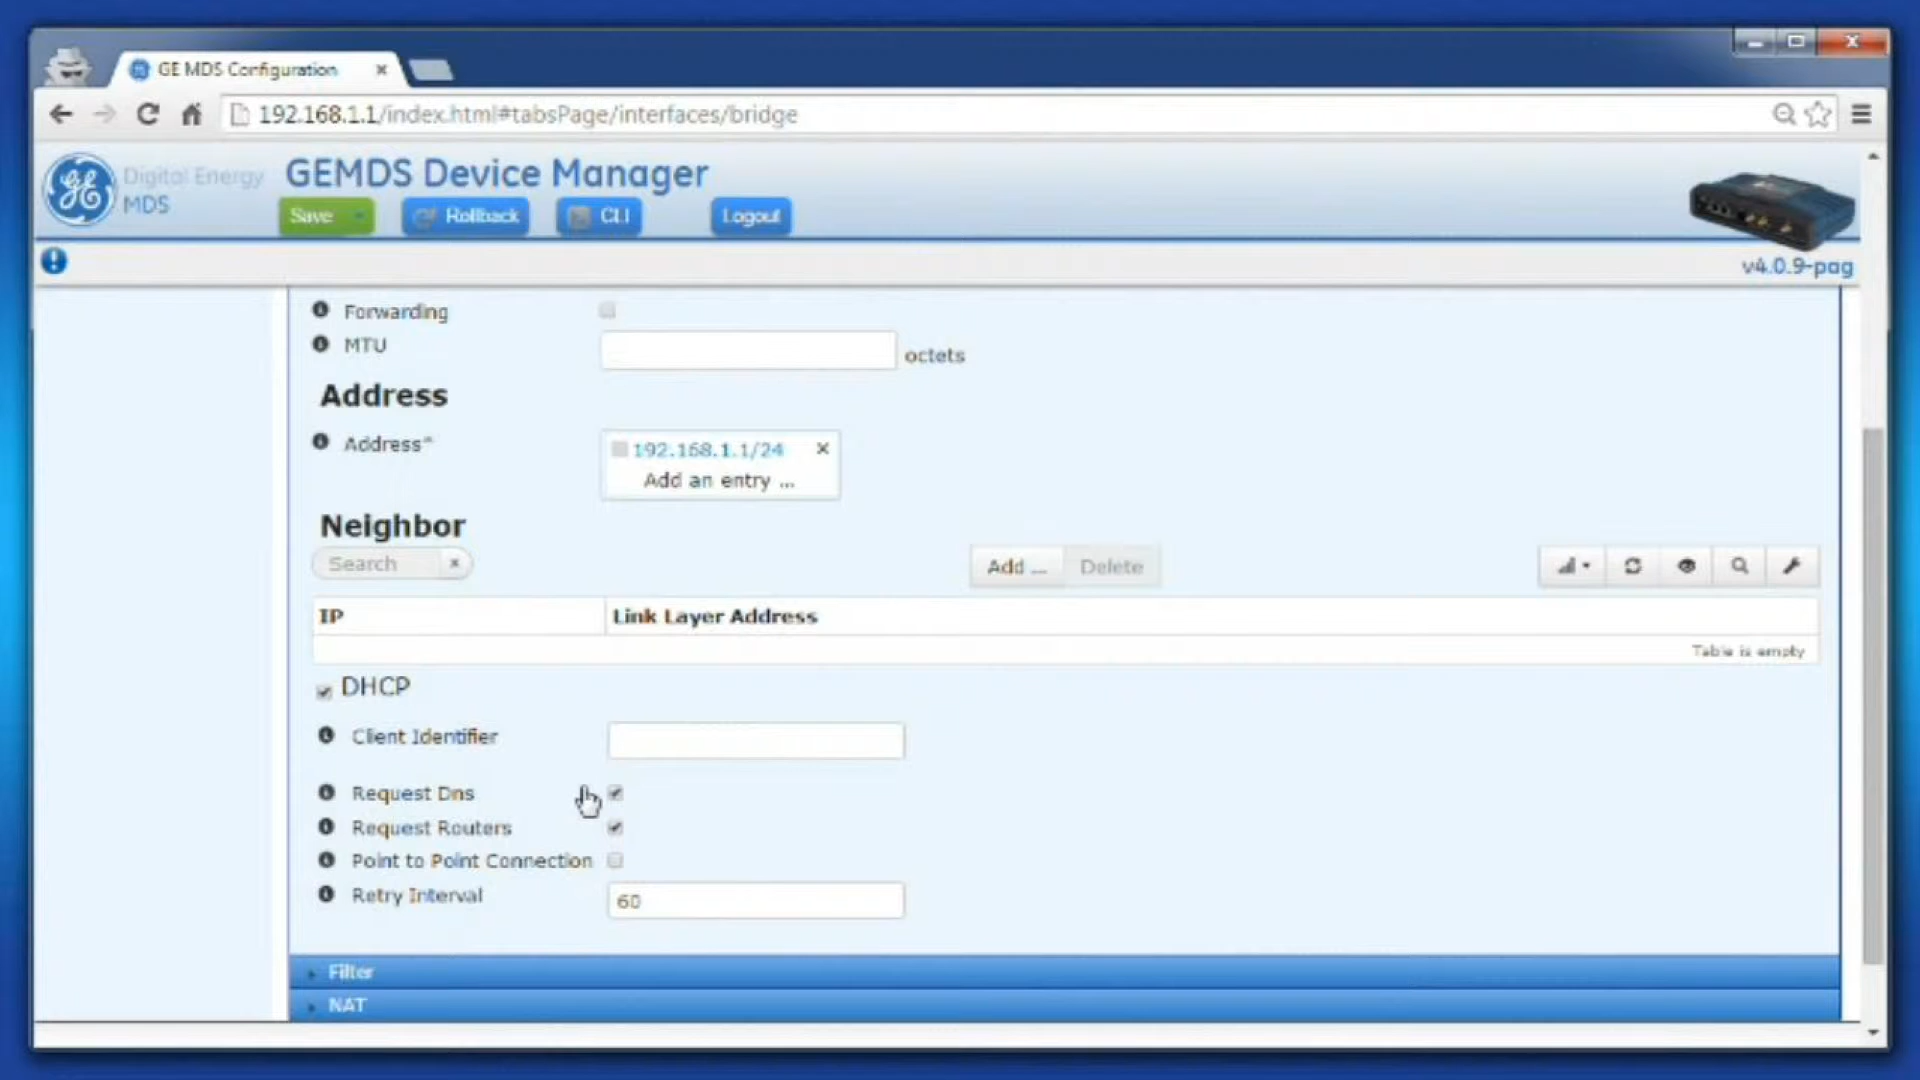 GE MDS Configuration
192.168.1.1/index.html#tabsPage/interfaces/bridge
GE Digital Energy
MDS
GEMDS Device Manager
Save Rollback CLI Logout
v4.0.9-pag
Forwarding
MTU octets
Address
Address*
192.168.1.1/24
Add an entry ...
Neighbor
Search Add ... Delete
IP Link Layer Address
Table is empty
DHCP
Client Identifier
Request Dns
Request Routers
Point to Point Connection
Retry Interval 60
Filter
NAT